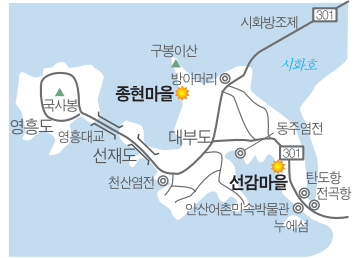 301
시화방조제
구봉이산
시화호
방아머리
종현마을
국사봉
영흥도
영흥대교
대부도
동주염전
선재도
301
천산염전
선감마을
탄도항
전곡항
안산어촌민속박물관
누에섬